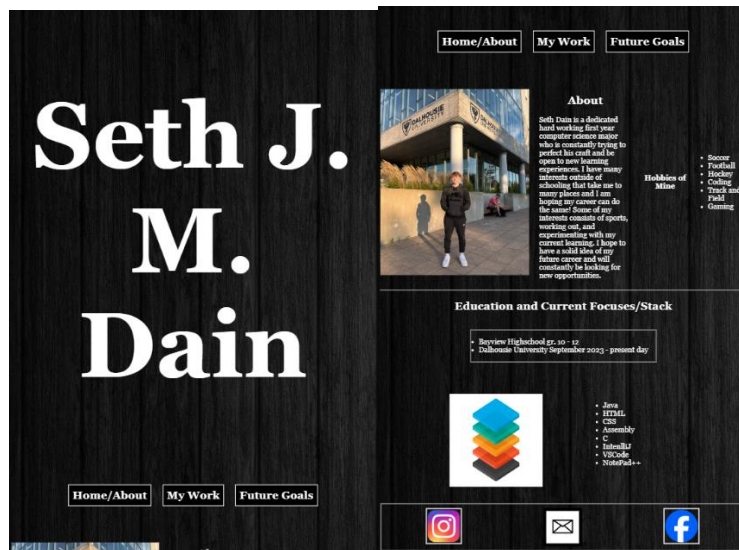 Seth J.
M.
Dain
Home/About
My Work
Future Goals
Home/About
My Work
Future Goals
DALHOUSIE
UNIVERSITY
DALHOUSIE
UNIVERSITY
About
Seth Dain is a dedicated
hard working first year
computer science major
who is constantly trying to
perfect his craft and be
open to new learning
experiences. I have many
interests outside of
schooling that take me to
many places and I am
hoping my career can do
the same! Some of my
interests consists of sports,
working out, and
experimenting with my
current learning. I hope to
have a solid idea of my
future career and will
constantly be looking for
new opportunities.
Hobbies of
Mine
Soccer
Football
Hockey
Coding
Track and
Field
Gaming
Education and Current Focuses/Stack
Bayview Highschool gr. 10 - 12
Dalhousie University September 2023 - present day
Java
HTML
CSS
Assembly
C
IntenlliJ
VSCode
NotePad++